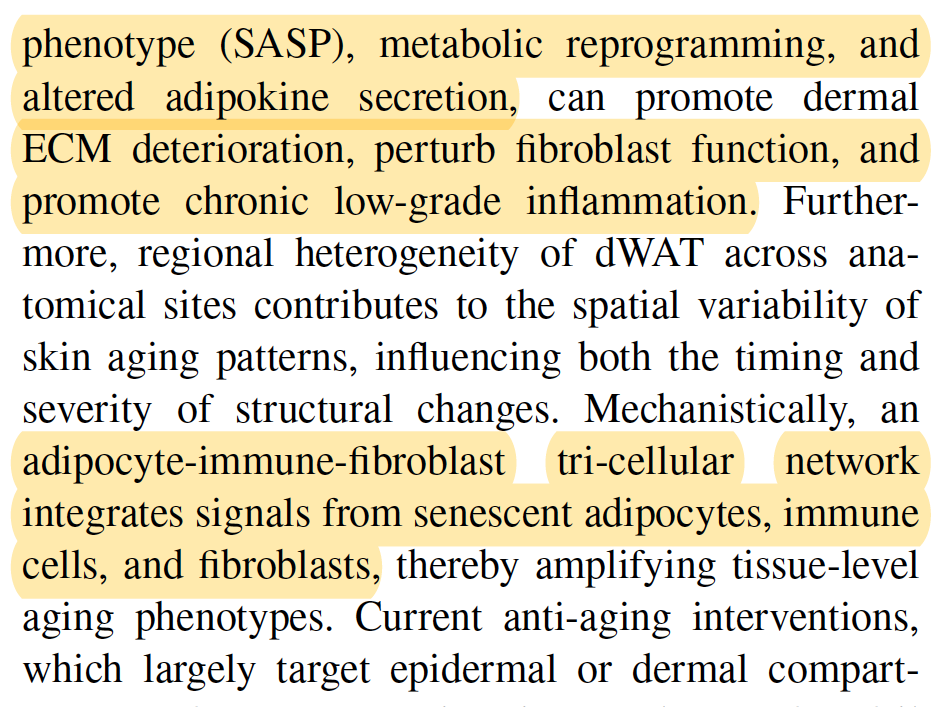 phenotype (SASP), metabolic reprogramming, and
altered adipokine secretion, can promote dermal
ECM deterioration, perturb fibroblast function, and
promote chronic low-grade inflammation. Further-
more, regional heterogeneity of dWAT across ana-
tomical sites contributes to the spatial variability of
skin aging patterns, influencing both the timing and
severity of structural changes. Mechanistically, an
adipocyte-immune-fibroblast tri-cellular network
integrates signals from senescent adipocytes, immune
cells, and fibroblasts, thereby amplifying tissue-level
aging phenotypes. Current anti-aging interventions,
which largely target epidermal or dermal compart-